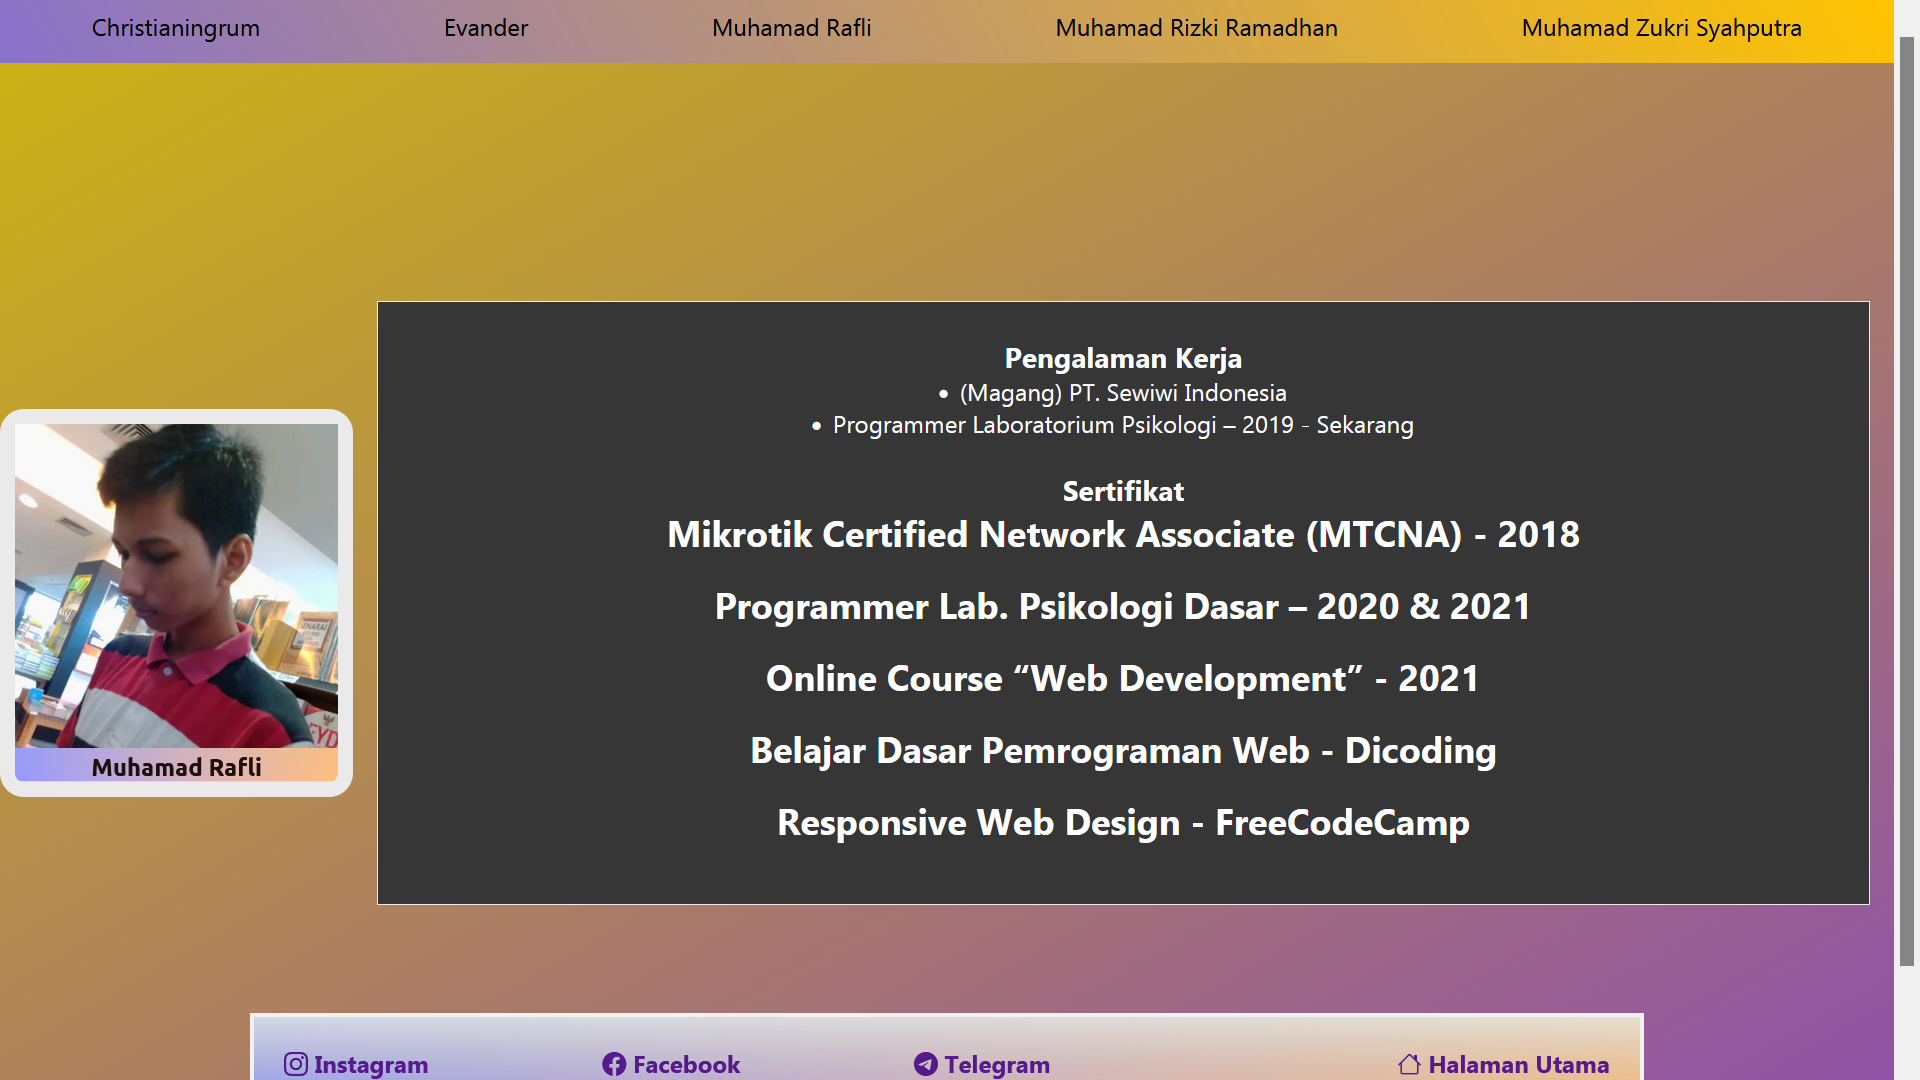 Christianingrum
Evander
Muhamad Rafli
Muhamad Rizki Ramadhan
Muhamad Zukri Syahputra
Pengalaman Kerja
• (Magang) PT. Sewiwi Indonesia
• Programmer Laboratorium Psikologi – 2019 - Sekarang
Sertifikat
Mikrotik Certified Network Associate (MTCNA) - 2018
Programmer Lab. Psikologi Dasar – 2020 & 2021
Online Course “Web Development” - 2021
Belajar Dasar Pemrograman Web - Dicoding
Responsive Web Design - FreeCodeCamp
SENARAI
Muhamad Rafli
Instagram
Facebook
Telegram
Halaman Utama